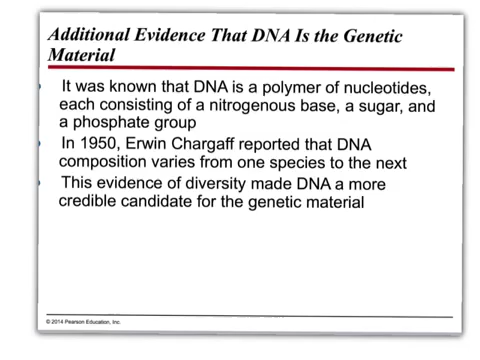 Additional Evidence That DNA Is the Genetic
Material
It was known that DNA is a polymer of nucleotides,
each consisting of a nitrogenous base, a sugar, and
a phosphate group
In 1950, Erwin Chargaff reported that DNA
composition varies from one species to the next
This evidence of diversity made DNA a more
credible candidate for the genetic material
© 2014 Pearson Education, Inc.